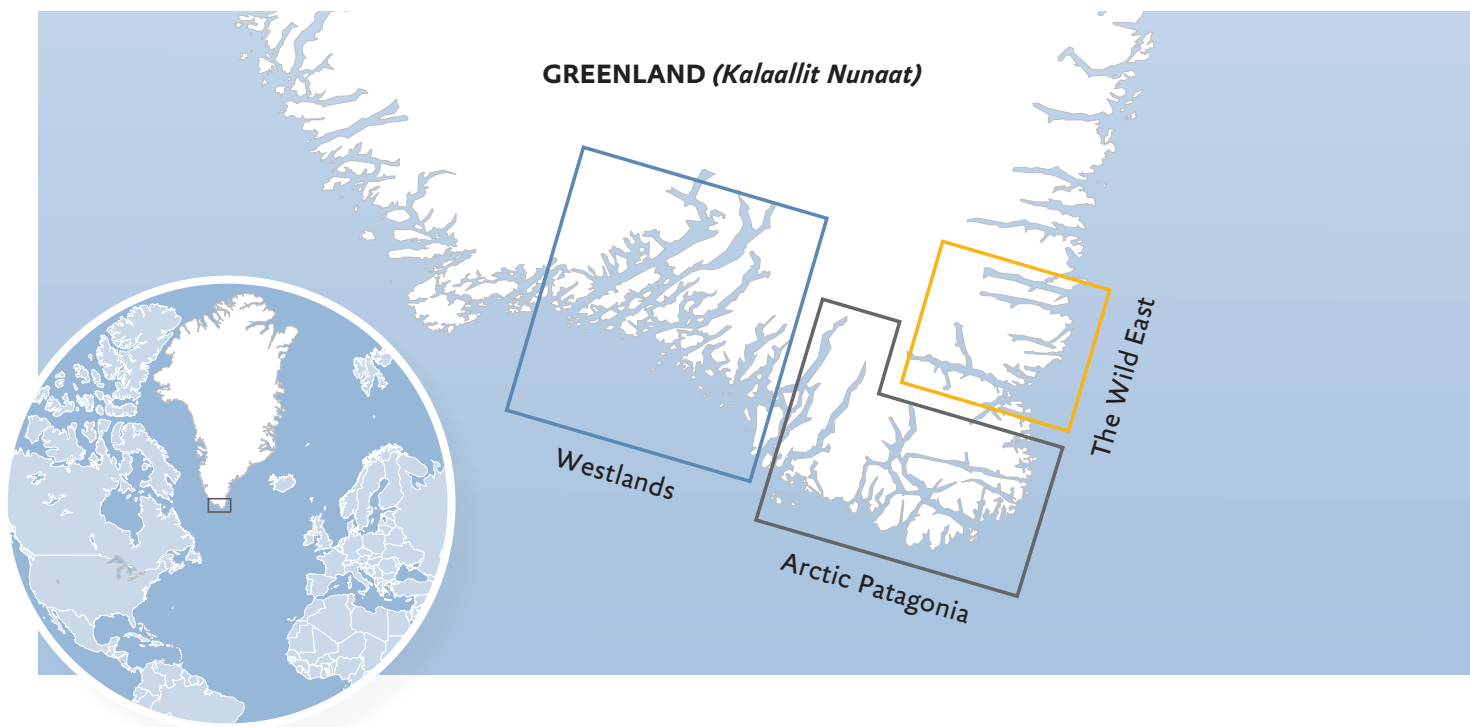 GREENLAND (Kalaallit Nunaat)
The Wild East
Westlands
Arctic Patagonia